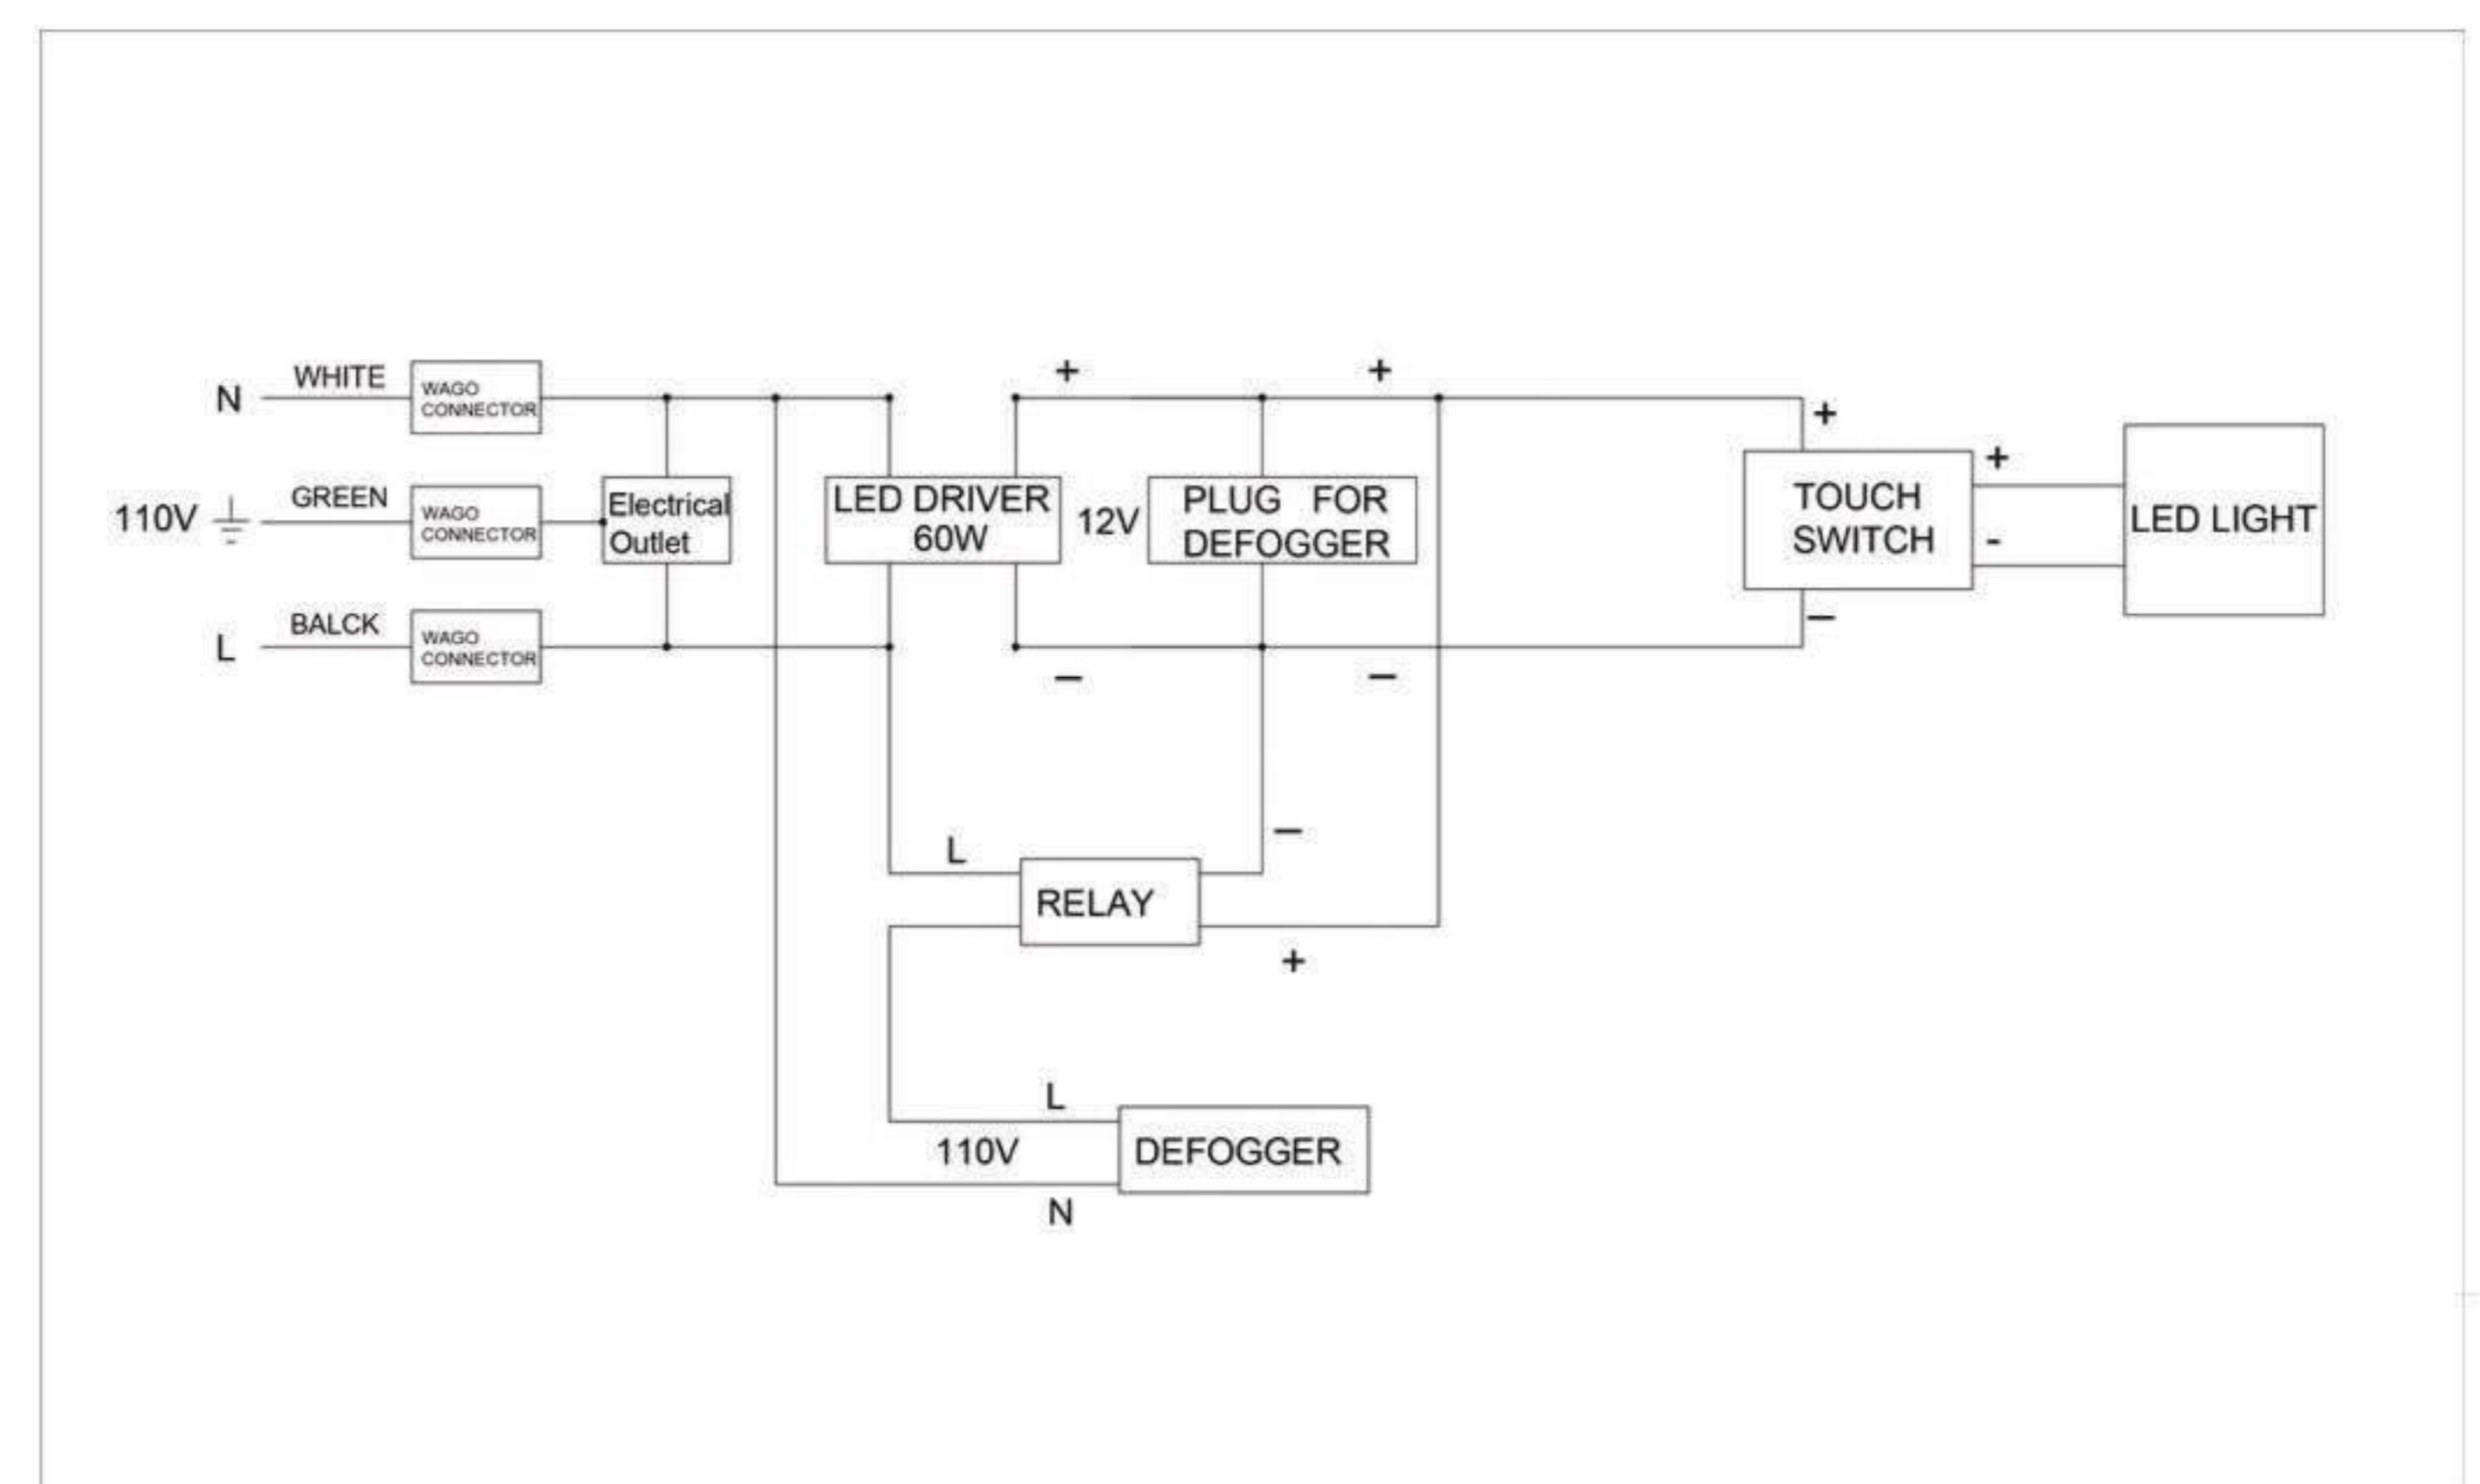 N
WHITE
WAGO
CONNECTOR
+
+
+
110V
GREEN
WAGO
CONNECTOR
Electrical
Outlet
LED DRIVER
60W
12V
PLUG FOR
DEFOGGER
TOUCH
SWITCH
+
-
LED LIGHT
L
BALCK
WAGO
CONNECTOR
–
–
–
L
RELAY
–
+
L
110V
N
DEFOGGER